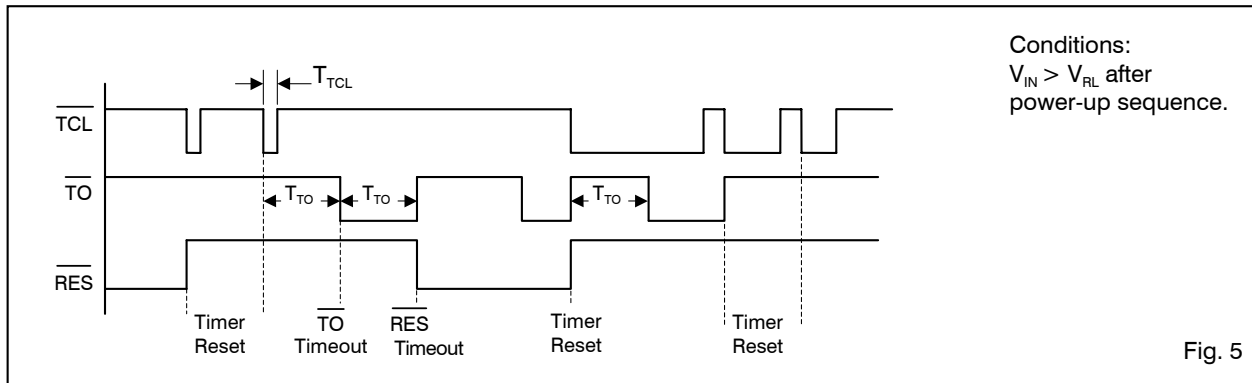 Conditions:
V_IN > V_RL after
power-up sequence.
T_TCL
TCL
TO
T_TO T_TO T_TO
RES
Timer
Reset
TO
Timeout
RES
Timeout
Timer
Reset
Timer
Reset
Fig. 5